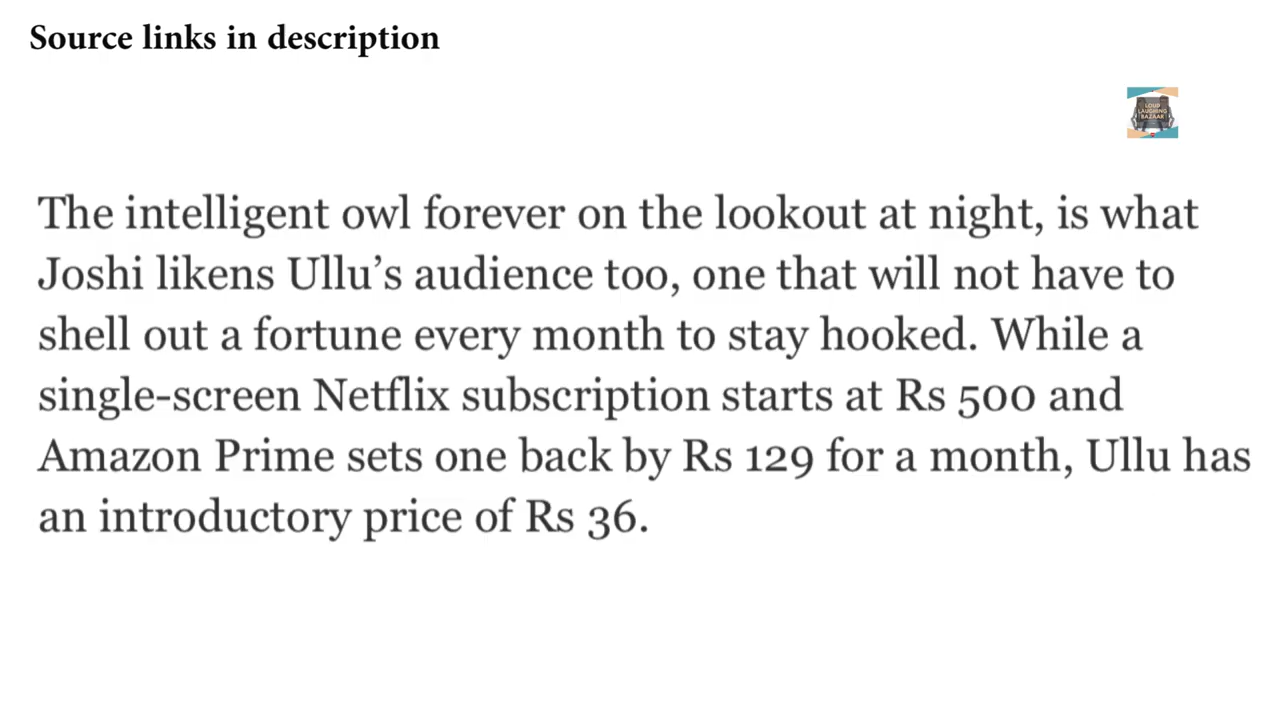 Source links in description
LOUD
LAUGHING
BAZAAR
The intelligent owl forever on the lookout at night, is what
Joshi likens Ullu’s audience too, one that will not have to
shell out a fortune every month to stay hooked. While a
single-screen Netflix subscription starts at Rs 500 and
Amazon Prime sets one back by Rs 129 for a month, Ullu has
an introductory price of Rs 36.